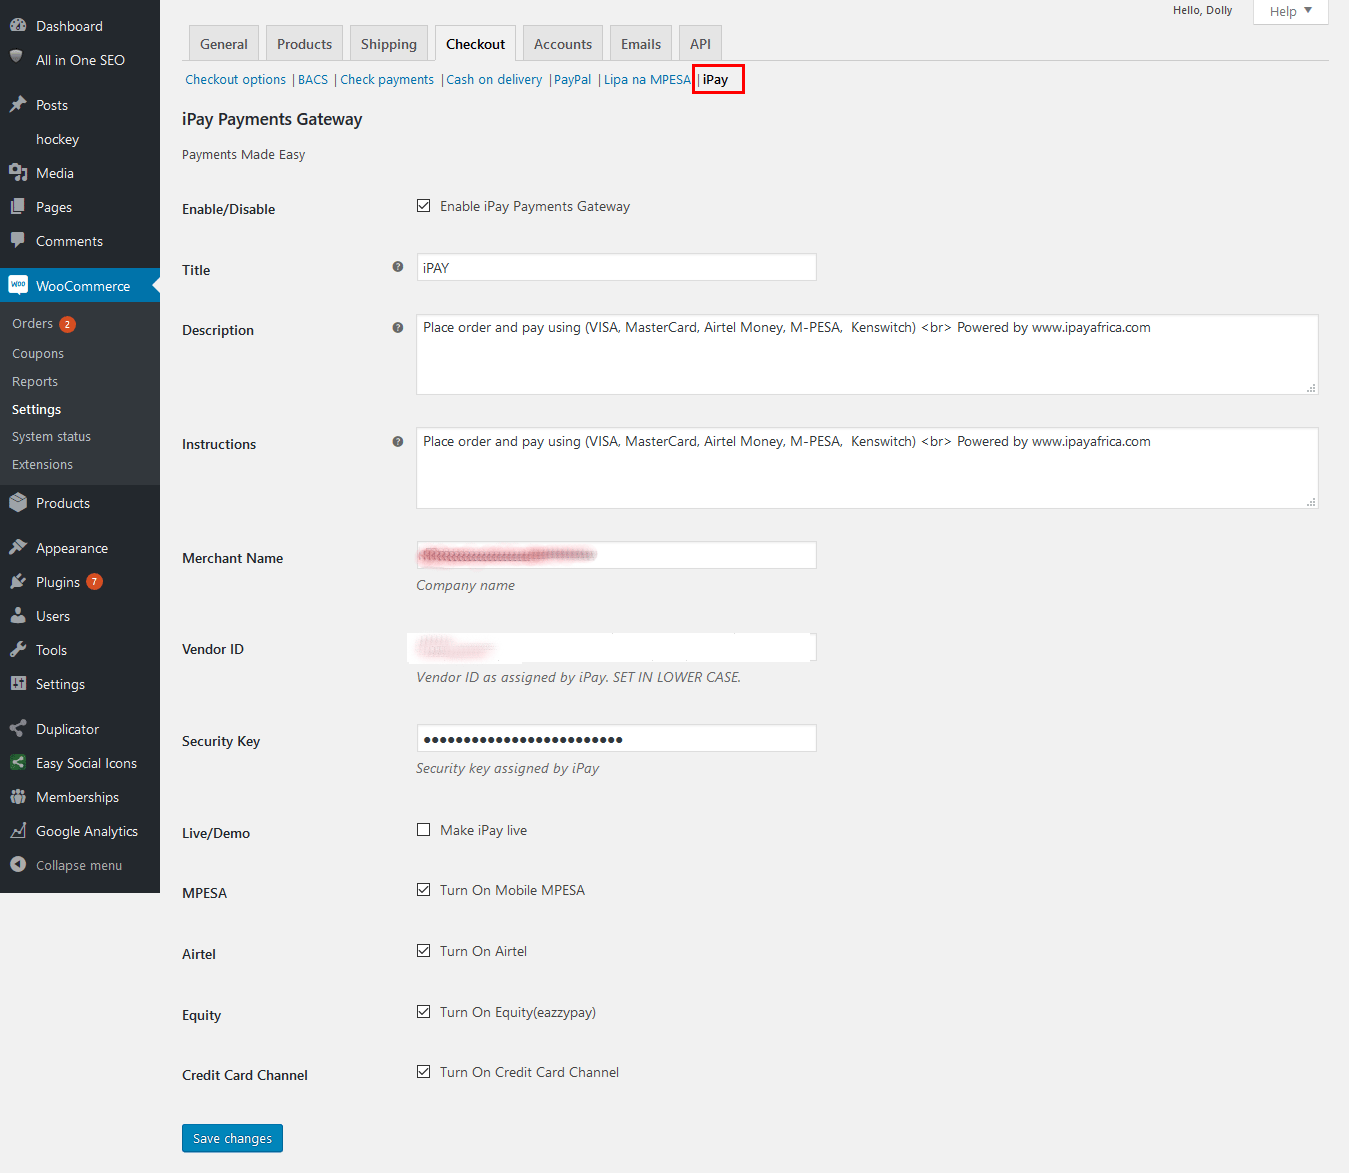 Hello, Dolly
Help
Dashboard
All in One SEO
Posts
hockey
Media
Pages
Comments
Woo WooCommerce
Orders 2
Coupons
Reports
Settings
System status
Extensions
Products
Appearance
Plugins 7
Users
Tools
Settings
Duplicator
Easy Social Icons
Memberships
Google Analytics
Collapse menu
General Products Shipping Checkout Accounts Emails API
Checkout options | BACS | Check payments | Cash on delivery | PayPal | Lipa na MPESA | iPay
iPay Payments Gateway
Payments Made Easy
Enable/Disable Enable iPay Payments Gateway
Title ? iPAY
Description ? Place order and pay using (VISA, MasterCard, Airtel Money, M-PESA, Kenswitch) <br> Powered by www.ipayafrica.com
Instructions ? Place order and pay using (VISA, MasterCard, Airtel Money, M-PESA, Kenswitch) <br> Powered by www.ipayafrica.com
Merchant Name
Company name
Vendor ID
Vendor ID as assigned by iPay. SET IN LOWER CASE.
Security Key •••••••••••••••••••••••••
Security key assigned by iPay
Live/Demo Make iPay live
MPESA Turn On Mobile MPESA
Airtel Turn On Airtel
Equity Turn On Equity(eazzypay)
Credit Card Channel Turn On Credit Card Channel
Save changes